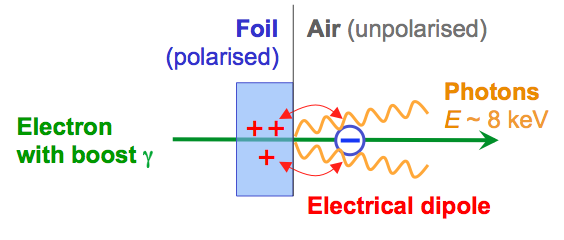 Foil
(polarised)
Air (unpolarised)
Photons
E ~ 8 keV
Electron
with boost γ
++
+
−
Electrical dipole